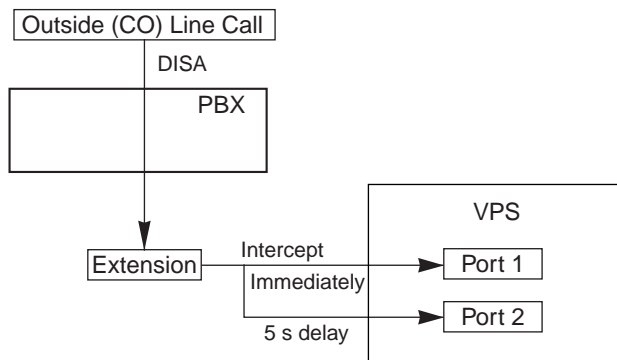 Outside (CO) Line Call
DISA
PBX
VPS
Extension
Intercept
Immediately
Port 1
5 s delay
Port 2